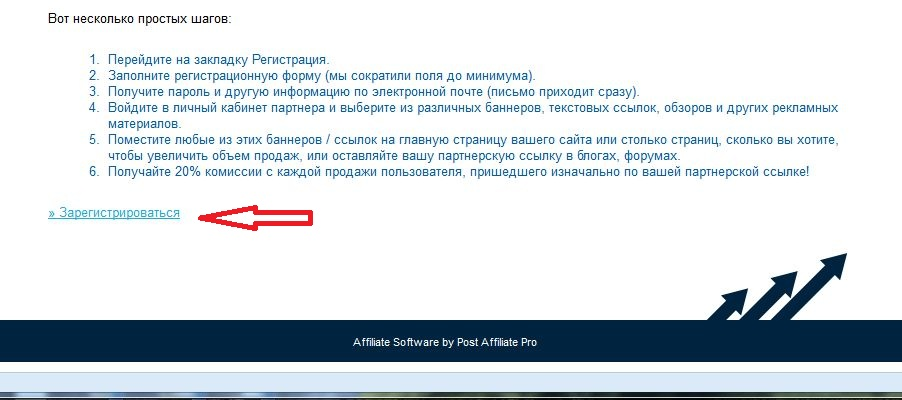 Вот несколько простых шагов:
1. Перейдите на закладку Регистрация.
2. Заполните регистрационную форму (мы сократили поля до минимума).
3. Получите пароль и другую информацию по электронной почте (письмо приходит сразу).
4. Войдите в личный кабинет партнера и выберите из различных баннеров, текстовых ссылок, обзоров и других рекламных
материалов.
5. Поместите любые из этих баннеров / ссылок на главную страницу вашего сайта или столько страниц, сколько вы хотите,
чтобы увеличить объем продаж, или оставляйте вашу партнерскую ссылку в блогах, форумах.
6. Получайте 20% комиссии с каждой продажи пользователя, пришедшего изначально по вашей партнерской ссылке!
» Зарегистрироваться
Affiliate Software by Post Affiliate Pro